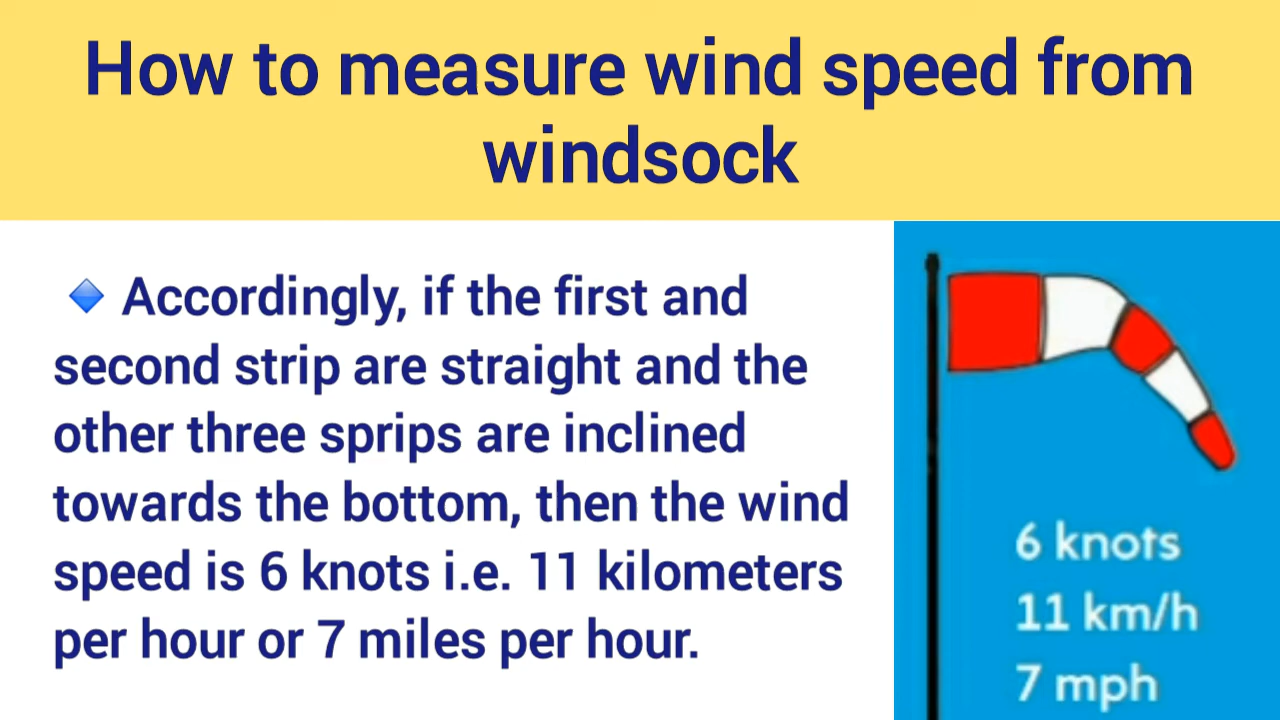 How to measure wind speed from
windsock
🔹 Accordingly, if the first and
second strip are straight and the
other three sprips are inclined
towards the bottom, then the wind
speed is 6 knots i.e. 11 kilometers
per hour or 7 miles per hour.
6 knots
11 km/h
7 mph